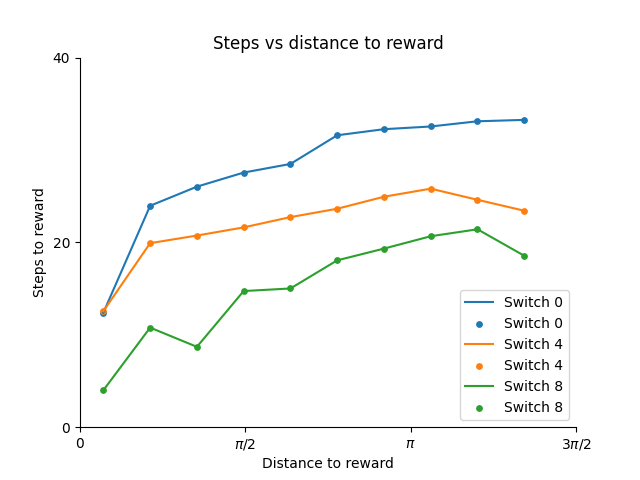 Steps vs distance to reward
40
20
0
Steps to reward
Switch 0
Switch 0
Switch 4
Switch 4
Switch 8
Switch 8
0 π/2 π 3π/2
Distance to reward